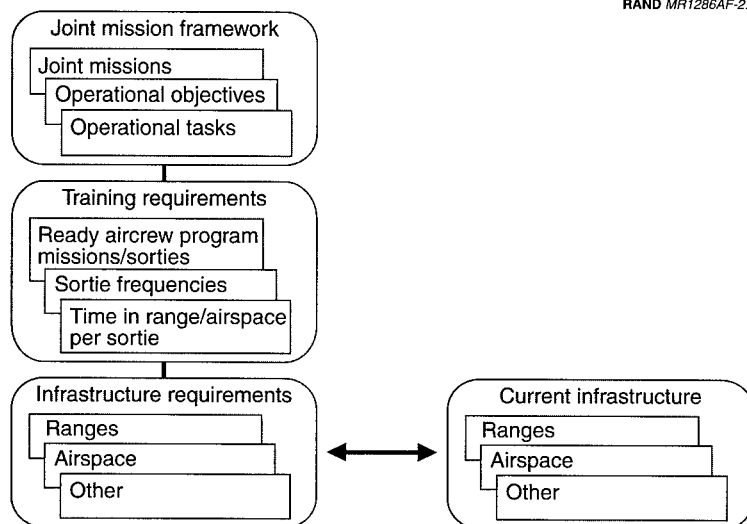 RAND MR1286AF-2.
Joint mission framework
Joint missions
Operational objectives
Operational tasks
Training requirements
Ready aircrew program
missions/sorties
Sortie frequencies
Time in range/airspace
per sortie
Infrastructure requirements
Ranges
Airspace
Other
Current infrastructure
Ranges
Airspace
Other